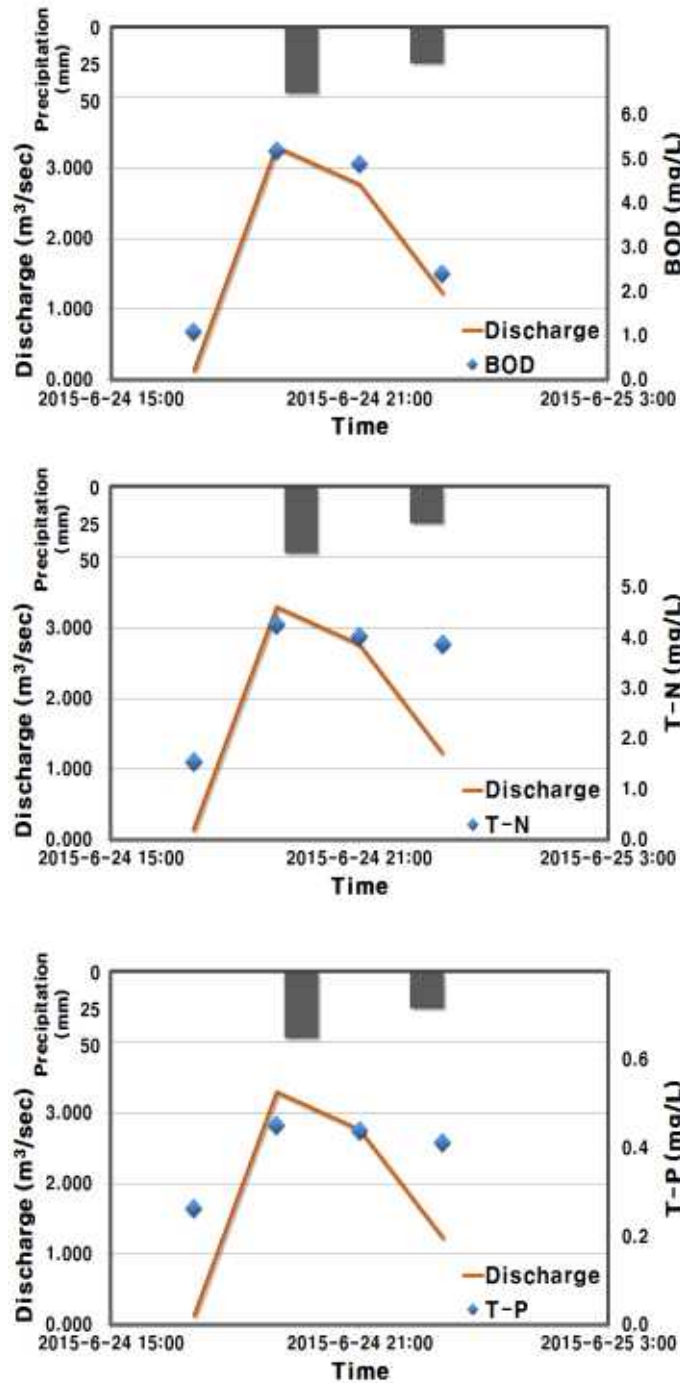 Precipitation
(mm)
0
25
50
Discharge (m³/sec)
3.000
2.000
1.000
0.000
6.0
5.0
4.0
3.0
2.0
1.0
0.0
BOD (mg/L)
Discharge
BOD
2015-6-24 15:00
2015-6-24 21:00
2015-6-25 3:00
Time
Precipitation
(mm)
0
25
50
Discharge (m³/sec)
3.000
2.000
1.000
0.000
5.0
4.0
3.0
2.0
1.0
0.0
T-N (mg/L)
Discharge
T-N
2015-6-24 15:00
2015-6-24 21:00
2015-6-25 3:00
Time
Precipitation
(mm)
0
25
50
Discharge (m³/sec)
3.000
2.000
1.000
0.000
0.6
0.4
0.2
0.0
T-P (mg/L)
Discharge
T-P
2015-6-24 15:00
2015-6-24 21:00
2015-6-25 3:00
Time